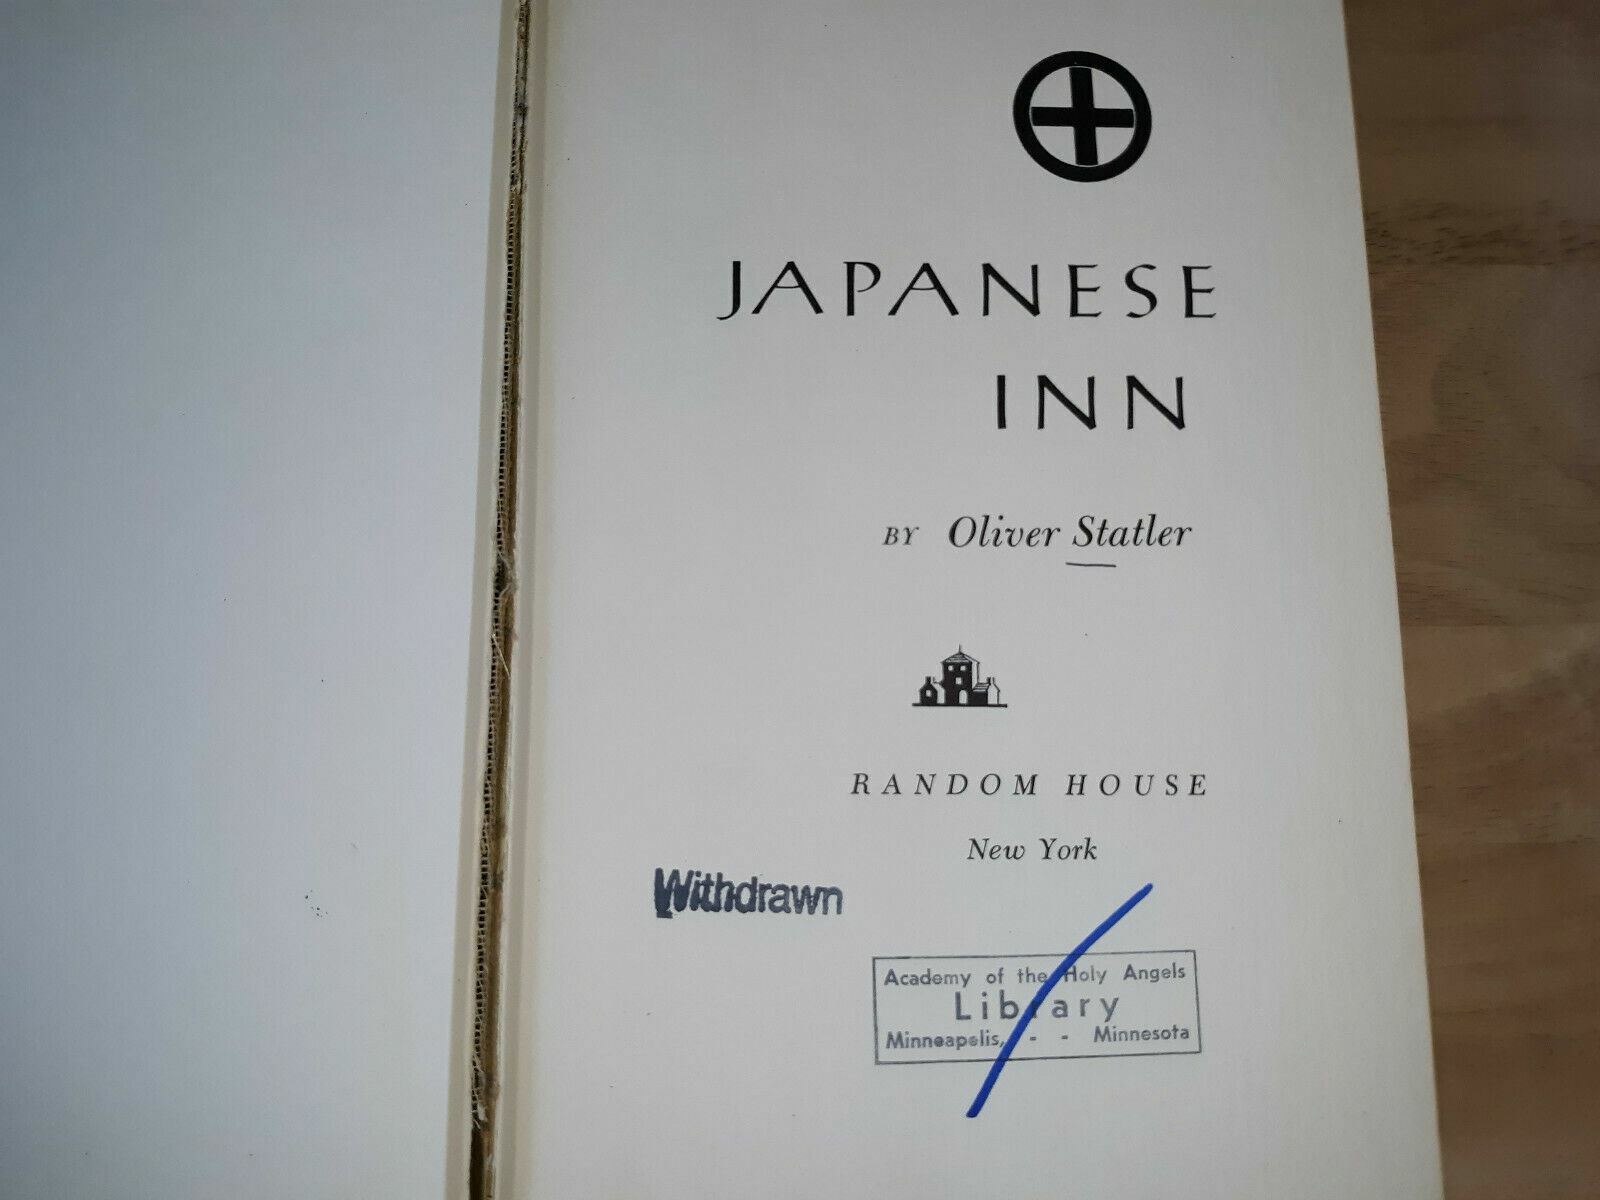 JAPANESE
INN
BY Oliver Statler
RANDOM HOUSE
New York
Withdrawn
Academy of the Holy Angels
Library
Minneapolis, - - Minnesota